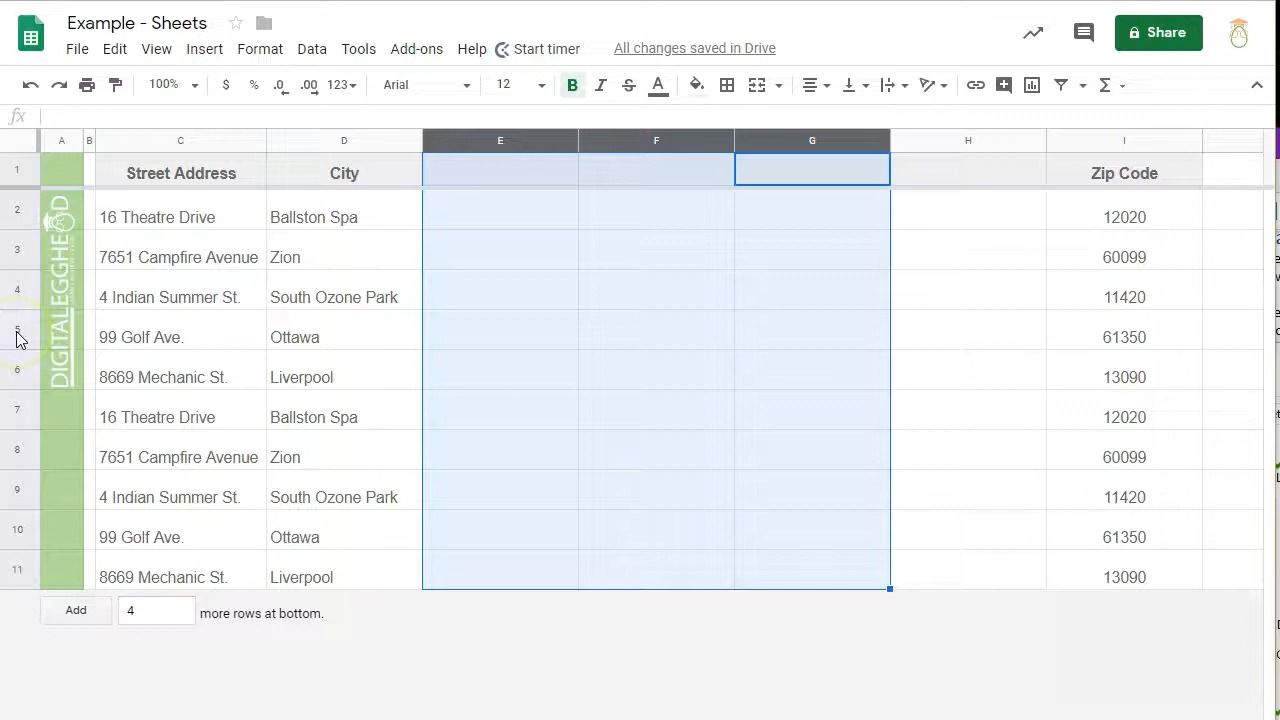 Example - Sheets
File Edit View Insert Format Data Tools Add-ons Help Start timer All changes saved in Drive
Share
100% $ % .0 .00 123 Arial 12 B I S A Σ
fx
A B C D E F G H I
1 Street Address City Zip Code
2 16 Theatre Drive Ballston Spa 12020
3 7651 Campfire Avenue Zion 60099
4 4 Indian Summer St. South Ozone Park 11420
5 99 Golf Ave. Ottawa 61350
6 8669 Mechanic St. Liverpool 13090
7 16 Theatre Drive Ballston Spa 12020
8 7651 Campfire Avenue Zion 60099
9 4 Indian Summer St. South Ozone Park 11420
10 99 Golf Ave. Ottawa 61350
11 8669 Mechanic St. Liverpool 13090
DIGITALEGGHEAD
Add 4 more rows at bottom.